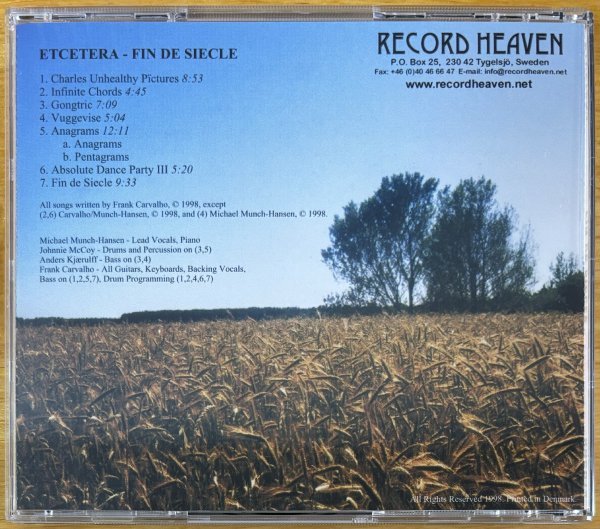 ETCETERA - FIN DE SIECLE
1. Charles Unhealthy Pictures 8:53
2. Infinite Chords 4:45
3. Gongtric 7:09
4. Vuggevise 5:04
5. Anagrams 12:11
a. Anagrams
b. Pentagrams
6. Absolute Dance Party III 5:20
7. Fin de Siecle 9:33
All songs written by Frank Carvalho, © 1998, except
(2,6) Carvalho/Munch-Hansen, © 1998, and (4) Michael Munch-Hansen, © 1998.
Michael Munch-Hansen - Lead Vocals, Piano
Johnnie McCoy - Drums and Percussion on (3,5)
Anders Kjærulff - Bass on (3,4)
Frank Carvalho - All Guitars, Keyboards, Backing Vocals,
Bass on (1,2,5,7), Drum Programming (1,2,4,6,7)
RECORD HEAVEN
P.O. Box 25, 230 42 Tygelsjö, Sweden
Fax: +46 (0)40 46 66 47 E-mail: info@recordheaven.net
www.recordheaven.net
All Rights Reserved 1998. Printed in Denmark.